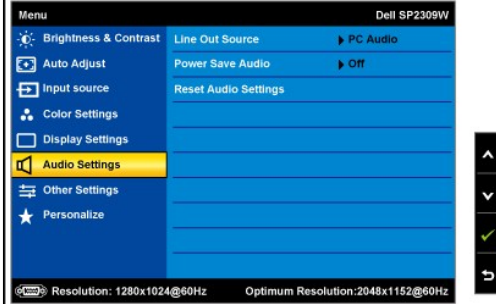 Menu Dell SP2309W
Brightness & Contrast Line Out Source PC Audio
Auto Adjust Power Save Audio Off
Input source Reset Audio Settings
Color Settings
Display Settings
Audio Settings
Other Settings
Personalize
Resolution: 1280x1024@60Hz Optimum Resolution:2048x1152@60Hz